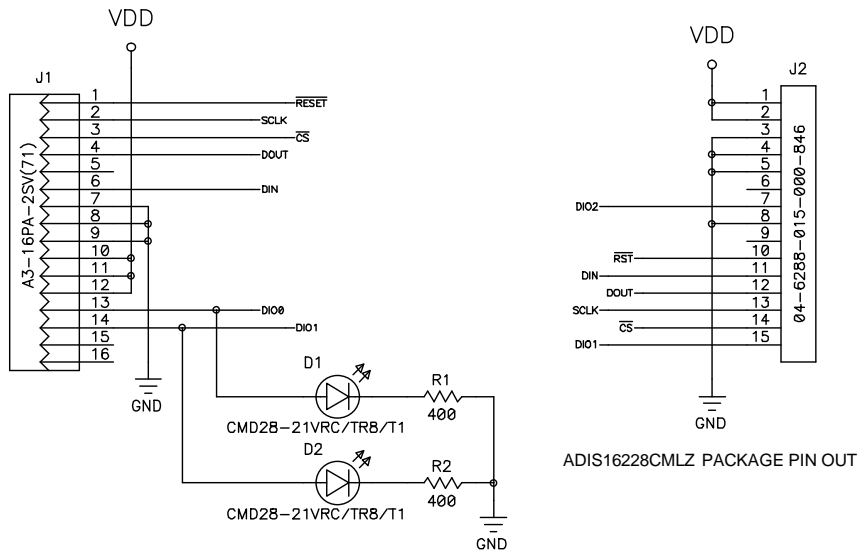 VDD
J1
A3-16PA-2SV(71)
1
2
3
4
5
6
7
8
9
10
11
12
13
14
15
16
RESET
SCLK
CS
DOUT
DIN
DIO0
DIO1
GND
D1
CMD28-21VRC/TR8/T1
R1
400
D2
CMD28-21VRC/TR8/T1
R2
400
GND
VDD
J2
04-6288-015-000-846
1
2
3
4
5
6
7
8
9
10
11
12
13
14
15
DIO2
RST
DIN
DOUT
SCLK
CS
DIO1
GND
ADIS16228CMLZ PACKAGE PIN OUT